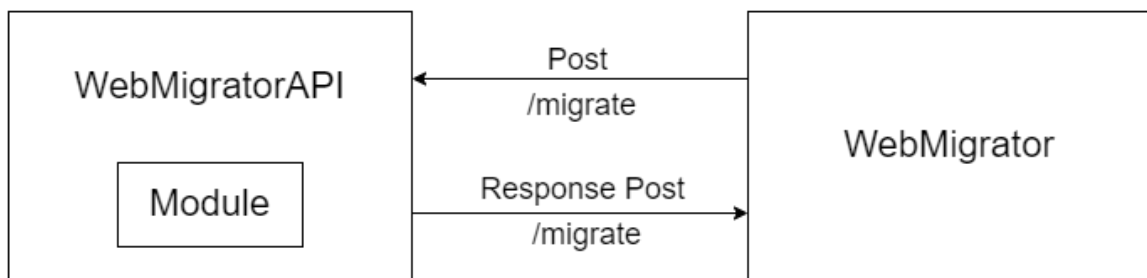 WebMigratorAPI
Module
Post
/migrate
Response Post
/migrate
WebMigrator